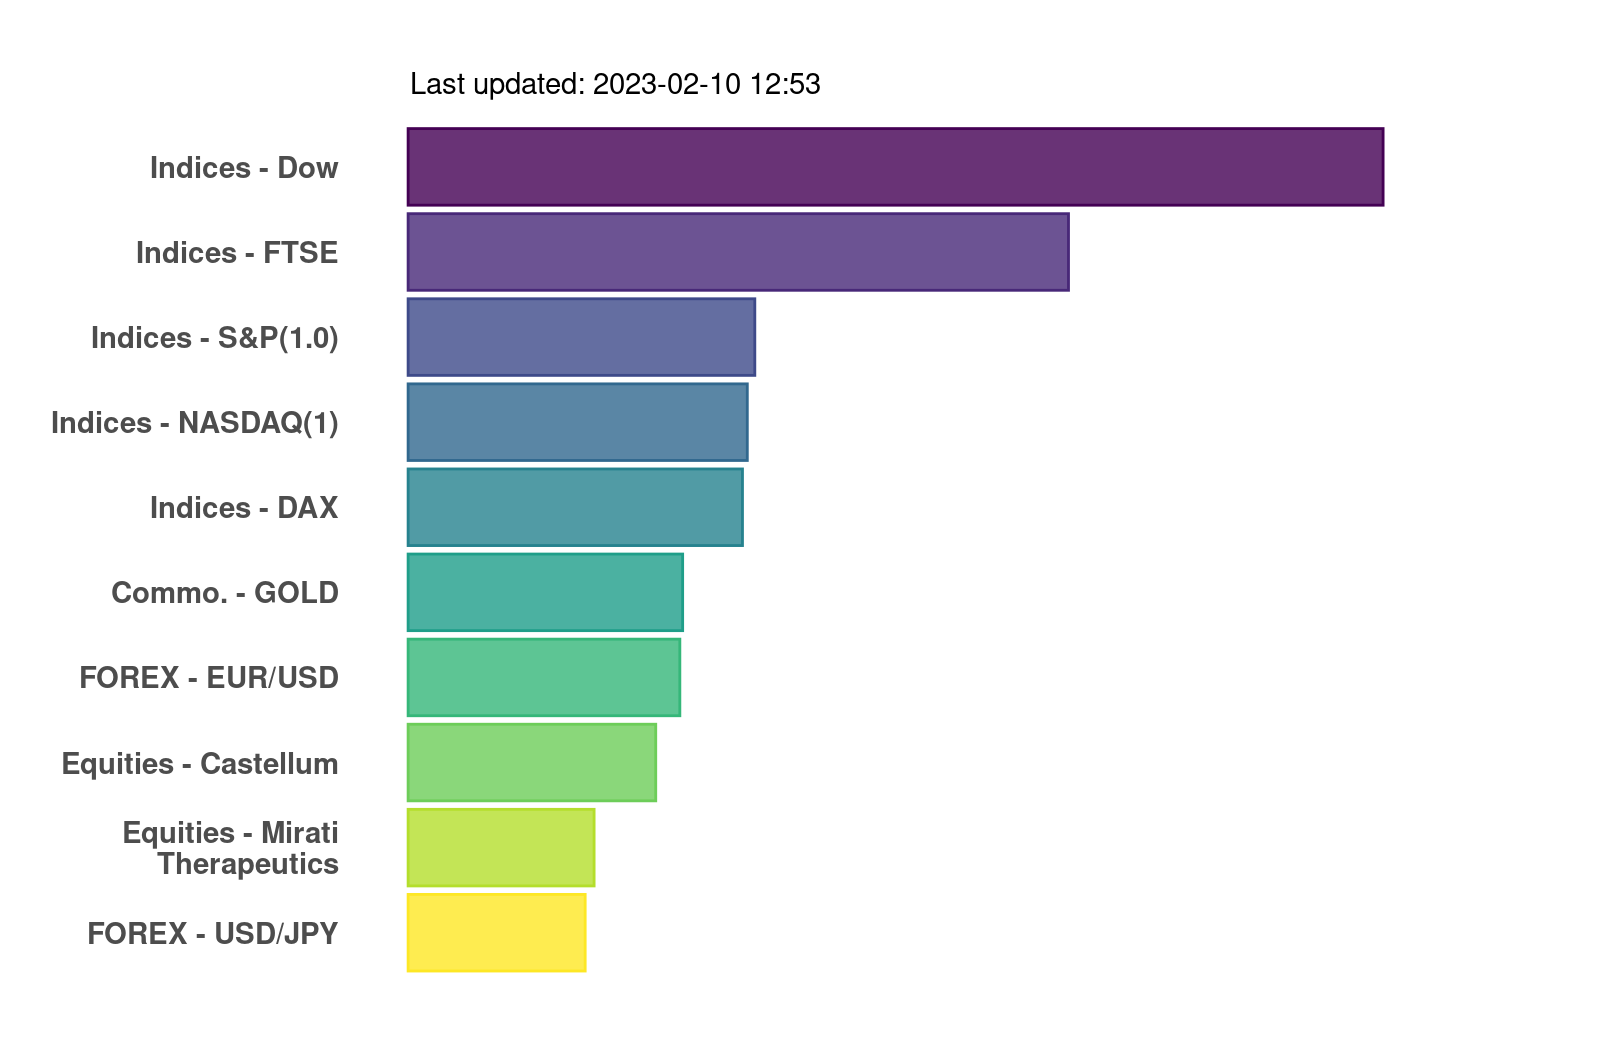 Last updated: 2023-02-10 12:53
Indices - Dow
Indices - FTSE
Indices - S&P(1.0)
Indices - NASDAQ(1)
Indices - DAX
Commo. - GOLD
FOREX - EUR/USD
Equities - Castellum
Equities - Mirati
Therapeutics
FOREX - USD/JPY